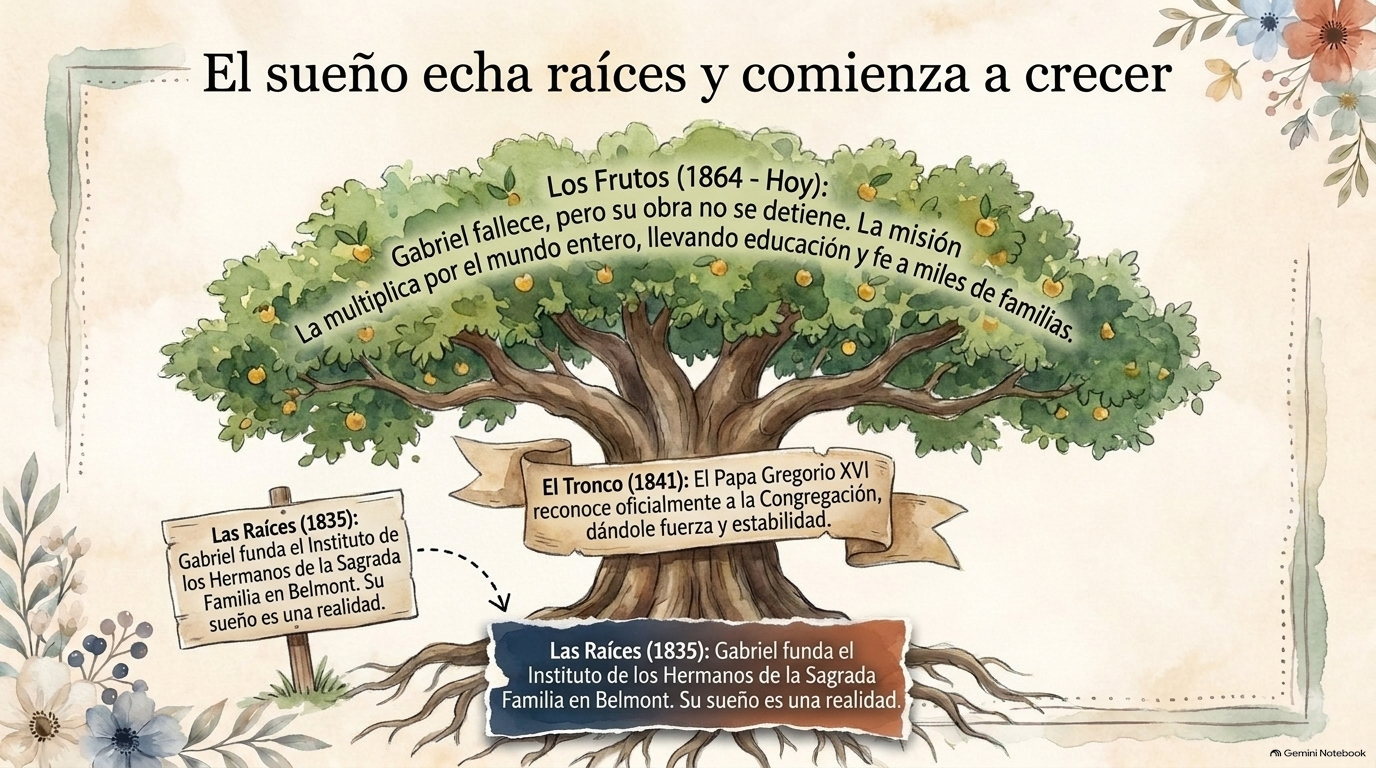 El sueño echa raíces y comienza a crecer
Los Frutos (1864 - Hoy):
Gabriel fallece, pero su obra no se detiene. La misión
La multiplica por el mundo entero, llevando educación y fe a miles de familias.
El Tronco (1841): El Papa Gregorio XVI
reconoce oficialmente a la Congregación,
dándole fuerza y estabilidad.
Las Raíces (1835):
Gabriel funda el Instituto de
los Hermanos de la Sagrada
Familia en Belmont. Su
sueño es una realidad.
Las Raíces (1835): Gabriel funda el
Instituto de los Hermanos de la Sagrada
Familia en Belmont. Su sueño es una realidad.
Gemini Notebook